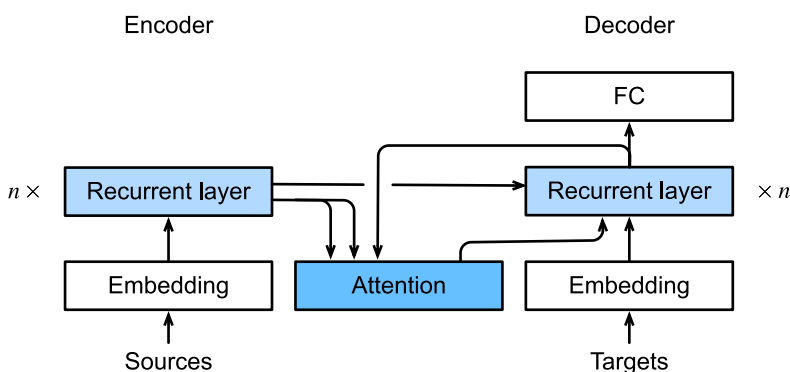 Encoder
Decoder
FC
n ×
Recurrent layer
Recurrent layer
× n
Embedding
Attention
Embedding
Sources
Targets